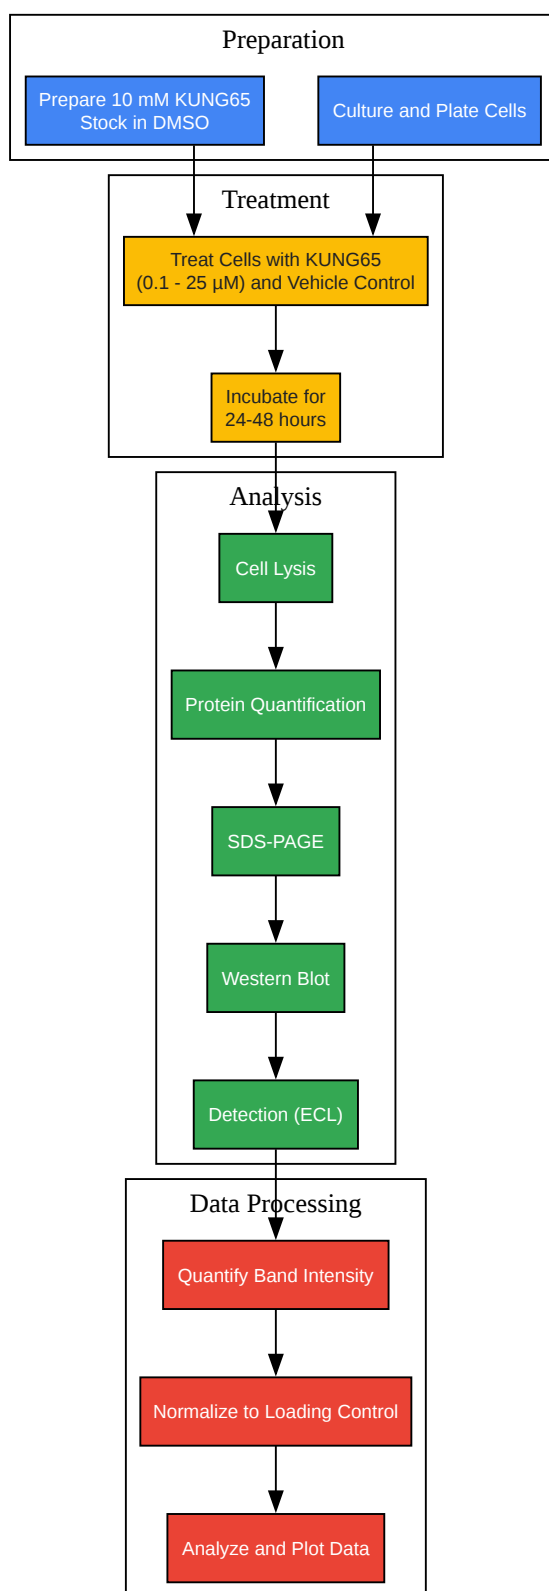 Preparation
Prepare 10 mM KUNG65
Stock in DMSO
Culture and Plate Cells
Treatment
Treat Cells with KUNG65
(0.1 - 25 µM) and Vehicle Control
Incubate for
24-48 hours
Analysis
Cell Lysis
Protein Quantification
SDS-PAGE
Western Blot
Detection (ECL)
Data Processing
Quantify Band Intensity
Normalize to Loading Control
Analyze and Plot Data